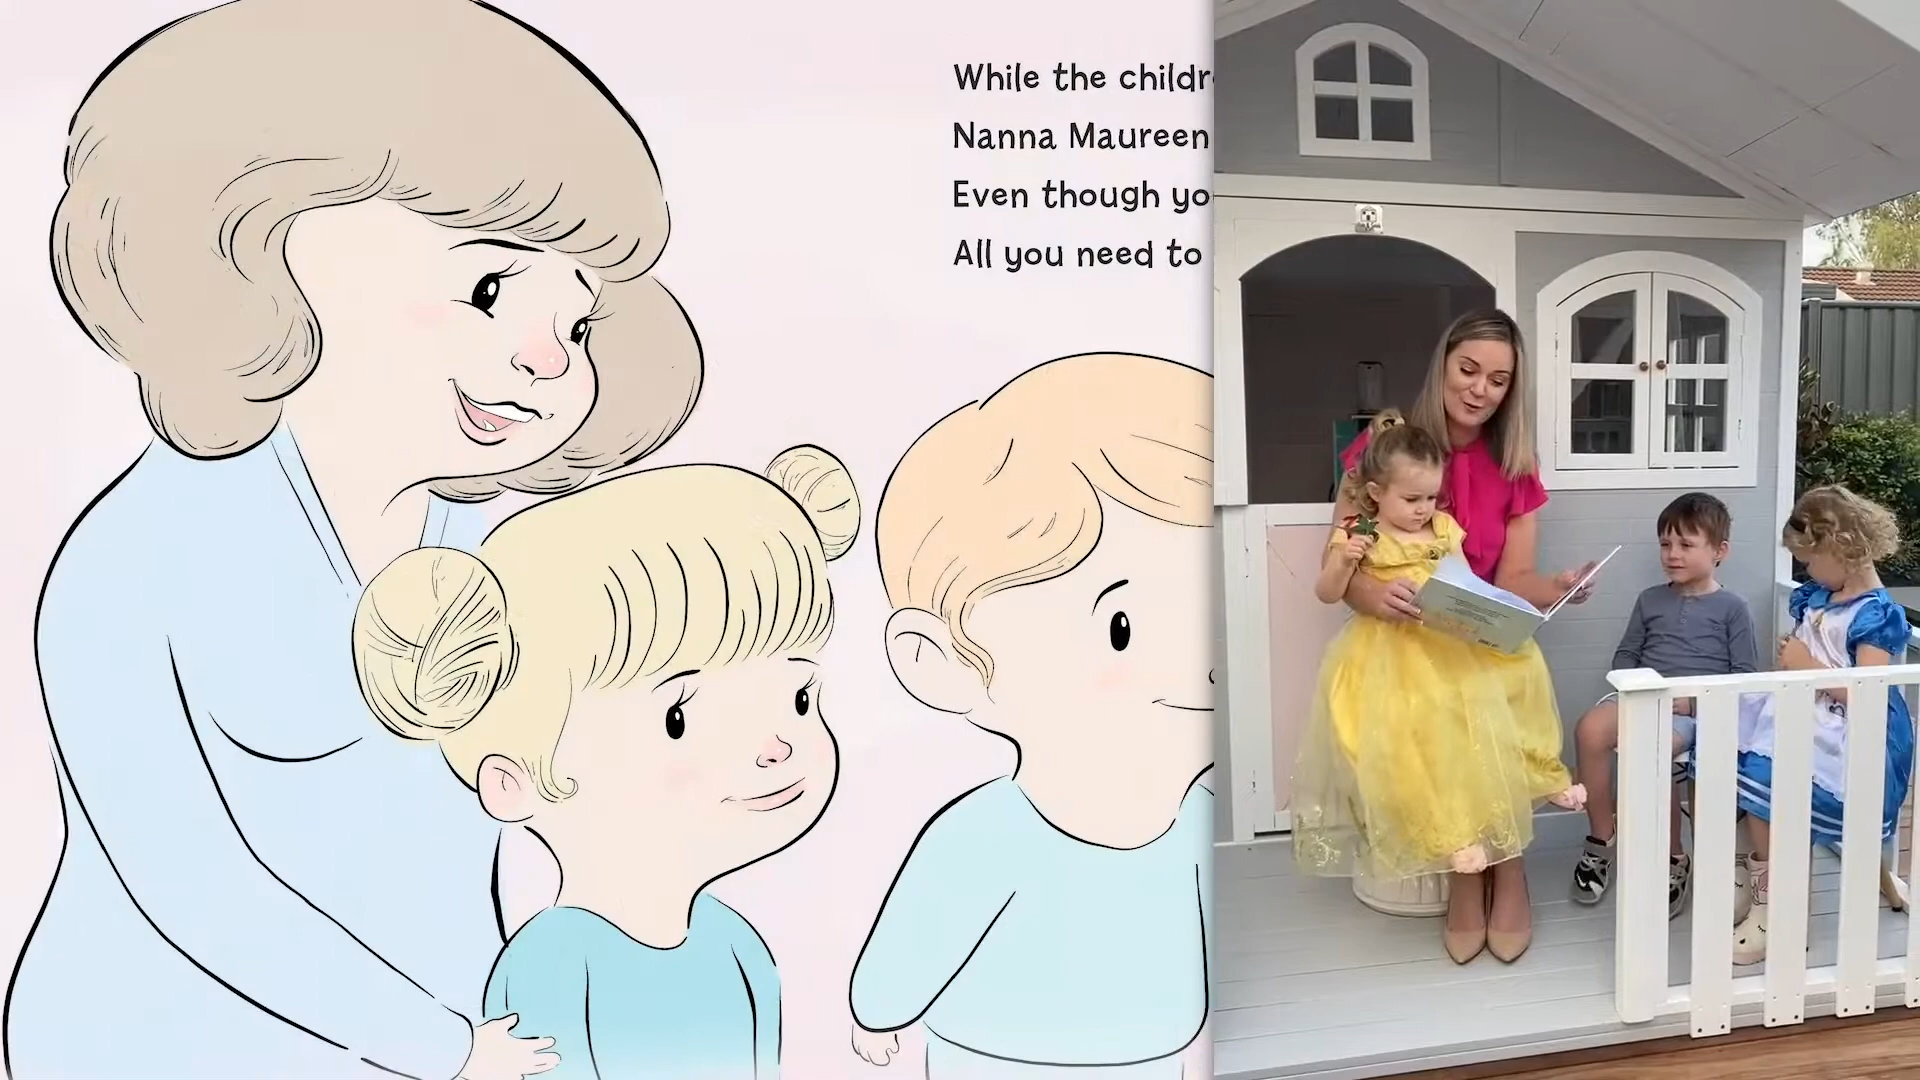 While the childr
Nanna Maureen
Even though yo
All you need to